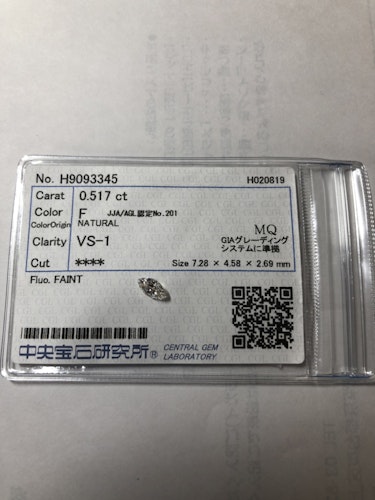 No. H9093345 H020819
Carat 0.517 ct
Color F JJA/AGL認定No.201
ColorOrigin NATURAL
Clarity VS-1 MQ
GIAグレーディング
システムに準拠
Cut **** Size 7.28 × 4.58 × 2.69 mm
Fluo. FAINT
中央宝石研究所® CENTRAL GEM
LABORATORY